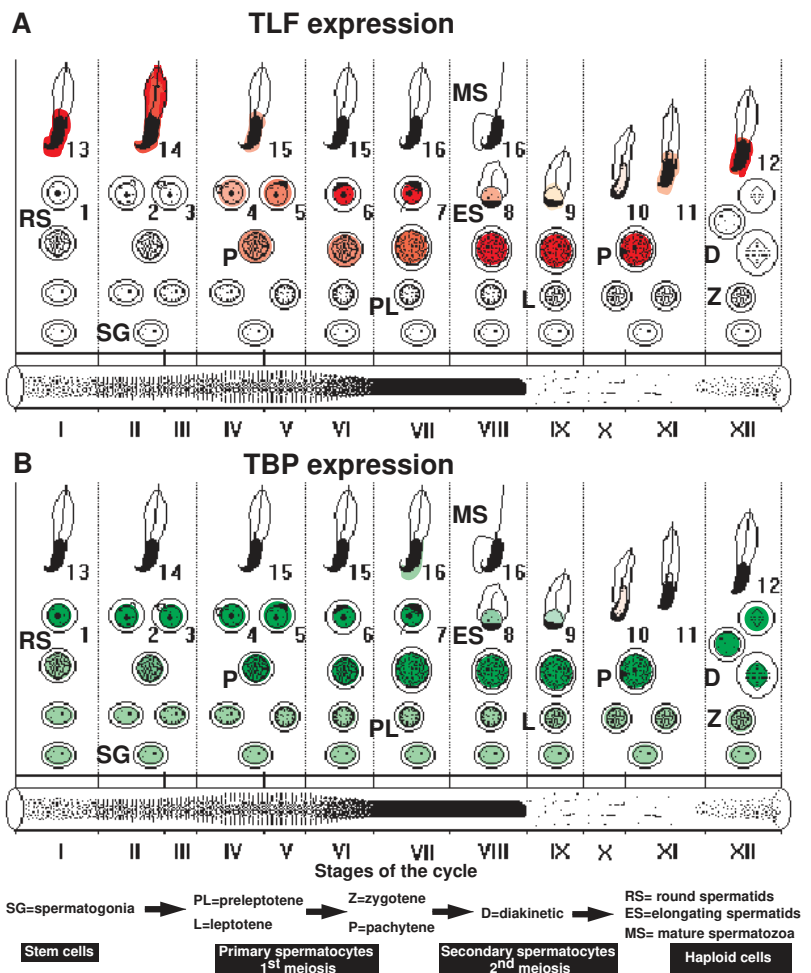 A TLF expression
MS
13 14 15 15 16 16 12
RS 1 2 3 4 5 6 7 ES 8 9 10 11
P P D
PL L Z
SG
I II III IV V VI VII VIII IX X XI XII
B TBP expression
MS
13 14 15 15 16 16 12
RS 1 2 3 4 5 6 7 ES 8 9 10 11
P P D
PL L Z
SG
I II III IV V VI VII VIII IX X XI XII
Stages of the cycle
SG=spermatogonia
PL=preleptotene
L=leptotene
Z=zygotene
P=pachytene
D=diakinetic
RS= round spermatids
ES=elongating spermatids
MS= mature spermatozoa
Stem cells
Primary spermatocytes
1st meiosis
Secondary spermatocytes
2nd meiosis
Haploid cells